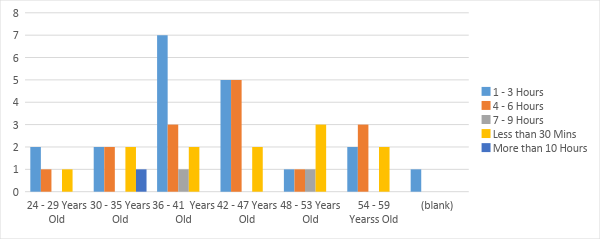 8
7
6
5
4
3
2
1
0
24 - 29 Years
Old
30 - 35 Years
Old
36 - 41  Years
Old
42 - 47 Years
Old
48 - 53 Years
Old
54 - 59
Yearss Old
(blank)
1 - 3 Hours
4 - 6 Hours
7 - 9 Hours
Less than 30 Mins
More than 10 Hours